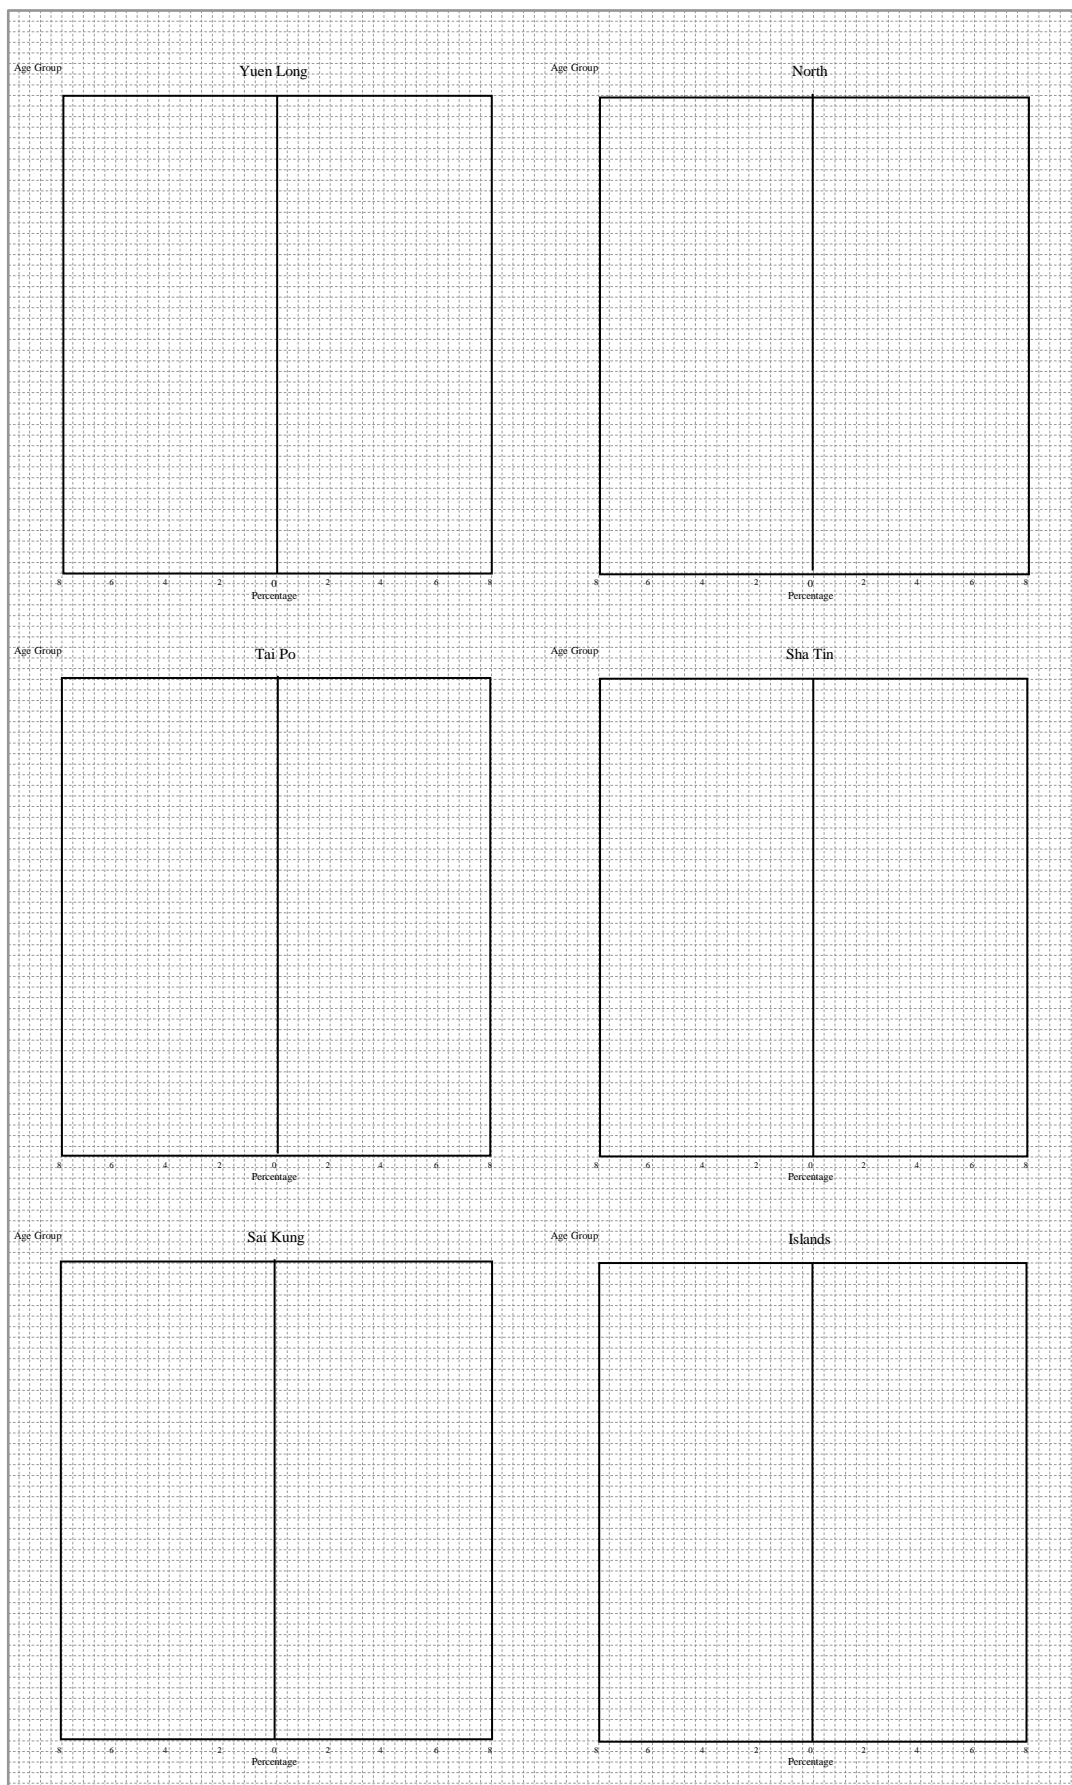 Age Group Yuen Long Age Group North
8 6 4 2 0 2 4 6 8 8 6 4 2 0 2 4 6 8
Percentage Percentage
Age Group Tai Po Age Group Sha Tin
8 6 4 2 0 2 4 6 8 8 6 4 2 0 2 4 6 8
Percentage Percentage
Age Group Sai Kung Age Group Islands
8 6 4 2 0 2 4 6 8 8 6 4 2 0 2 4 6 8
Percentage Percentage